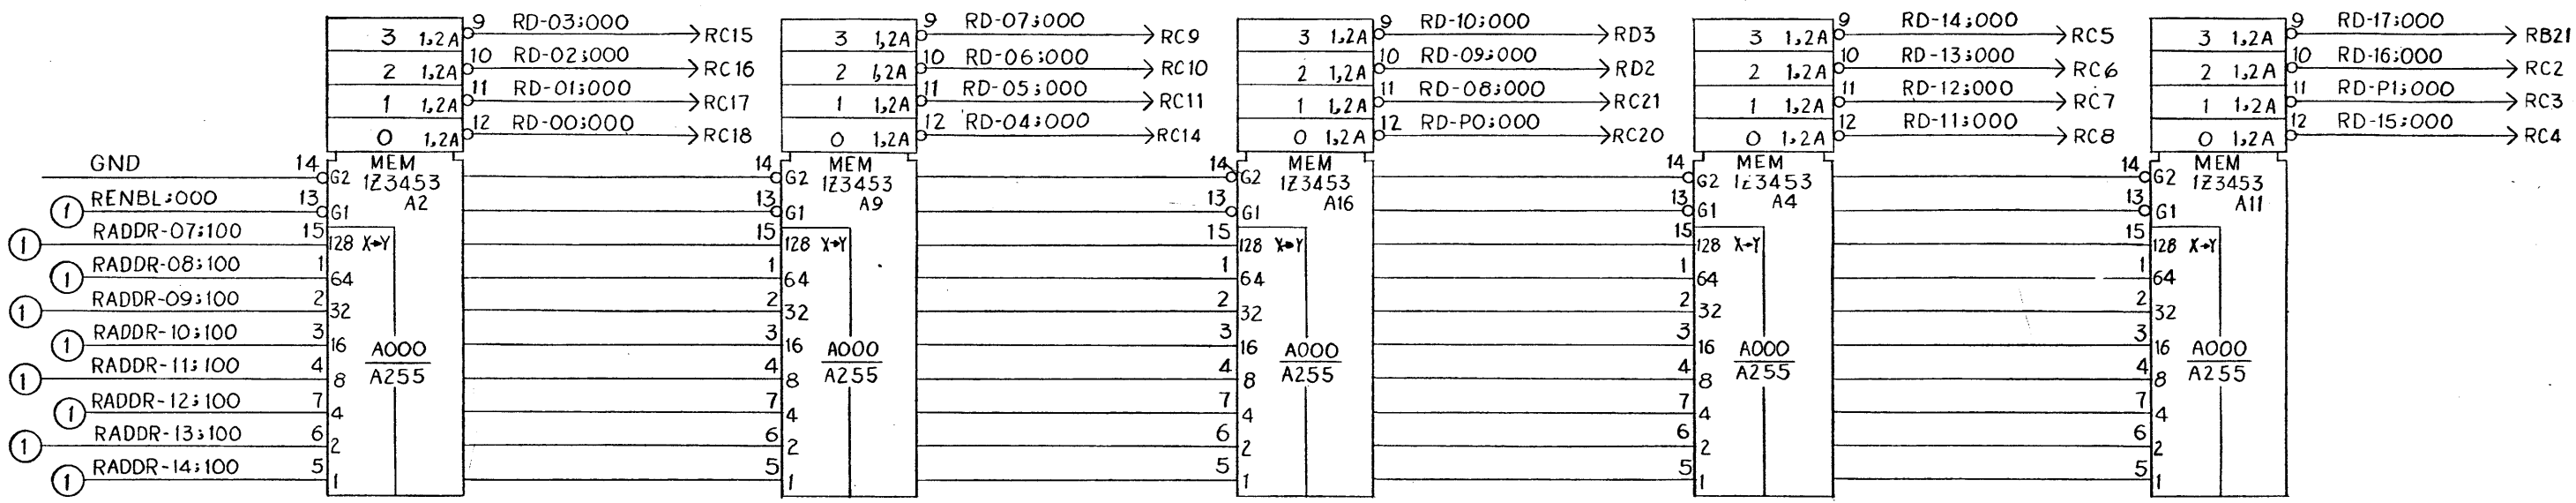 9 RD-03;000 9 RD-07;000 9 RD-10;000 9 RD-14;000 9 RD-17;000
3 1,2A RC15 3 1,2A RC9 3 1,2A RD3 3 1,2A RC5 3 1,2A RB21
10 RD-02;000 10 RD-06;000 10 RD-09;000 10 RD-13;000 10 RD-16;000
2 1,2A RC16 2 1,2A RC10 2 1,2A RD2 2 1,2A RC6 2 1,2A RC2
11 RD-01;000 11 RD-05;000 11 RD-08;000 11 RD-12;000 11 RD-P1;000
1 1,2A RC17 1 1,2A RC11 1 1,2A RC21 1 1,2A RC7 1 1,2A RC3
12 RD-00;000 12 RD-04;000 12 RD-P0;000 12 RD-11;000 12 RD-15;000
0 1,2A RC18 0 1,2A RC14 0 1,2A RC20 0 1,2A RC8 0 1,2A RC4
GND 14 MEM 14 MEM 14 MEM 14 MEM 14 MEM
G2 1Z3453 G2 1Z3453 G2 1Z3453 G2 1Z3453 G2 1Z3453
1 RENBL;000 13 A2 13 A9 13 A16 13 A4 13 A11
G1 G1 G1 G1 G1
1 RADDR-07;100 15 15 15 15 15
128 X→Y 128 X→Y 128 X→Y 128 X→Y 128 X→Y
1 RADDR-08;100 1 1 1 1 1
64 64 64 64 64
1 RADDR-09;100 2 2 2 2 2
32 32 32 32 32
1 RADDR-10;100 3 3 3 3 3
16 A000 16 A000 16 A000 16 A000 16 A000
1 RADDR-11;100 4 4 4 4 4
8 A255 8 A255 8 A255 8 A255 8 A255
1 RADDR-12;100 7 7 7 7 7
4 4 4 4 4
1 RADDR-13;100 6 6 6 6 6
2 2 2 2 2
1 RADDR-14;100 5 5 5 5 5
1 1 1 1 1